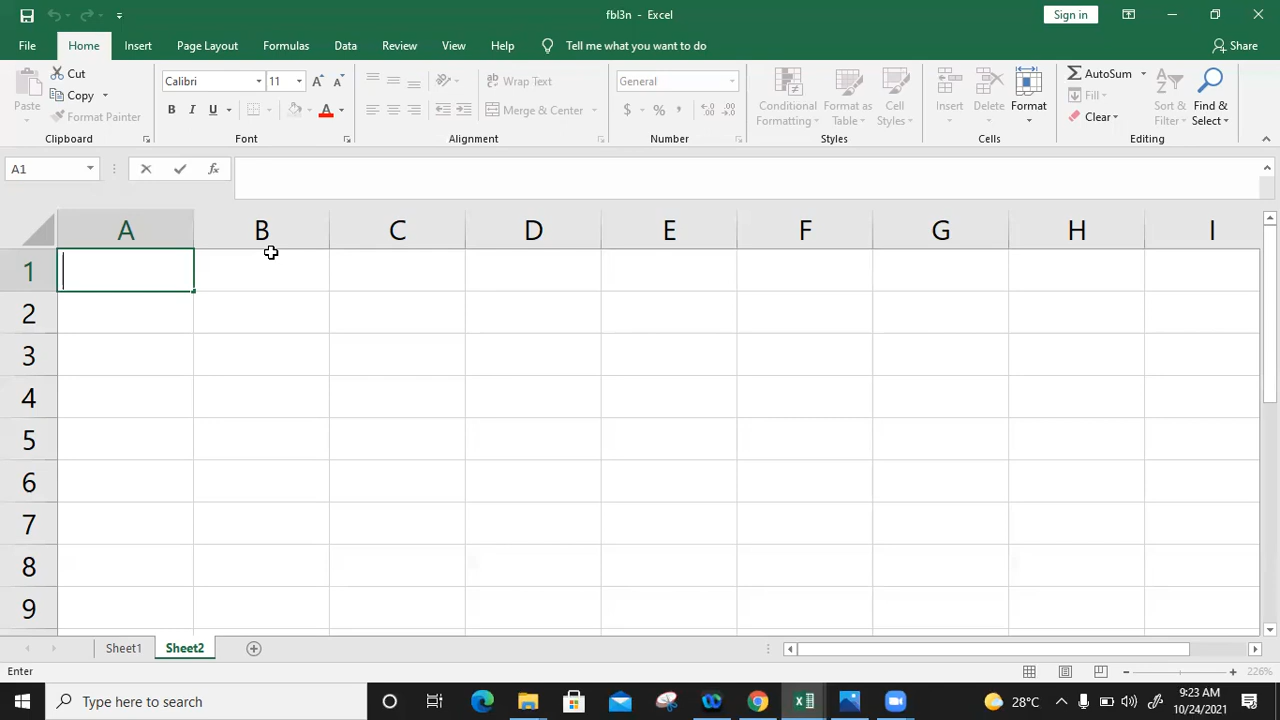 fbl3n - Excel
Sign in
File Home Insert Page Layout Formulas Data Review View Help Tell me what you want to do Share
Paste
Cut
Copy
Format Painter
Clipboard
Calibri 11 A A
B I U A
Font
ab Wrap Text
Merge & Center
Alignment
General
$ % ,
Number
Conditional Formatting
Format as Table
Cell Styles
Styles
Insert Delete Format
Cells
AutoSum
Fill
Clear
Sort & Filter
Find & Select
Editing
A1 fx
A B C D E F G H I
1
2
3
4
5
6
7
8
9
Sheet1 Sheet2
Enter 226%
Type here to search
28°C
9:23 AM
10/24/2021